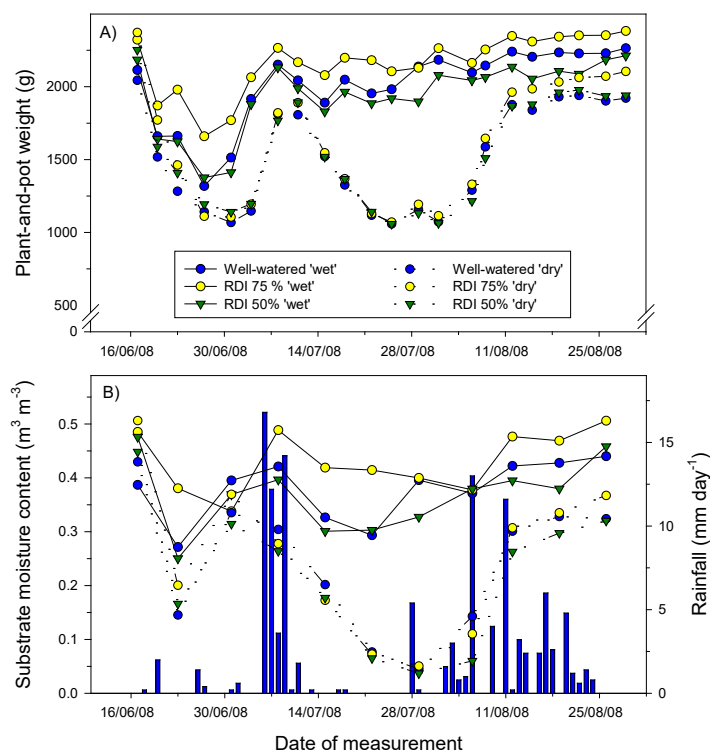 A)
Plant-and-pot weight (g)
2000
1500
1000
500
0
Well-watered 'wet'
RDI 75 % 'wet'
RDI 50% 'wet'
Well-watered 'dry'
RDI 75% 'dry'
RDI 50% 'dry'
16/06/08 30/06/08 14/07/08 28/07/08 11/08/08 25/08/08
B)
Substrate moisture content (m³ m⁻³)
0.5
0.4
0.3
0.2
0.1
0.0
Rainfall (mm day⁻¹)
15
10
5
0
16/06/08 30/06/08 14/07/08 28/07/08 11/08/08 25/08/08
Date of measurement